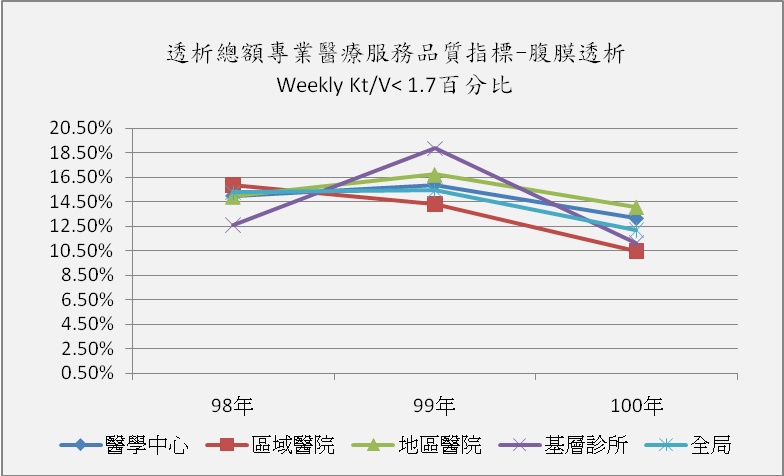 透析總額專業醫療服務品質指標-腹膜透析
Weekly Kt/V< 1.7百分比
20.50%
18.50%
16.50%
14.50%
12.50%
10.50%
8.50%
6.50%
4.50%
2.50%
0.50%
98年 99年 100年
醫學中心 區域醫院 地區醫院 基層診所 全局